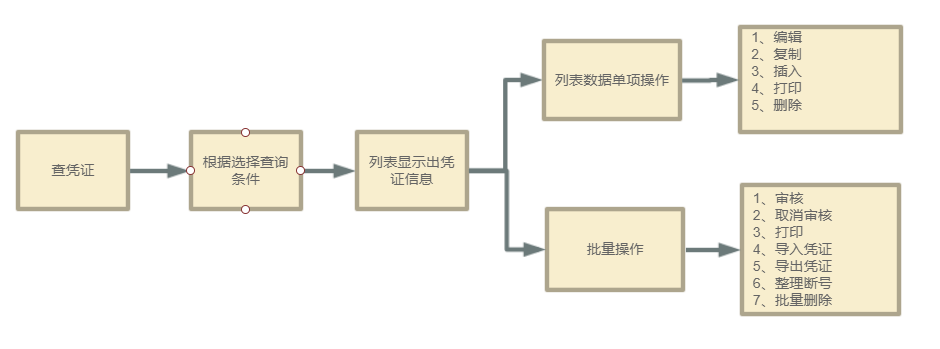 查凭证
根据选择查询
条件
列表显示出凭
证信息
列表数据单项操作
1、编辑
2、复制
3、插入
4、打印
5、删除
批量操作
1、审核
2、取消审核
3、打印
4、导入凭证
5、导出凭证
6、整理断号
7、批量删除